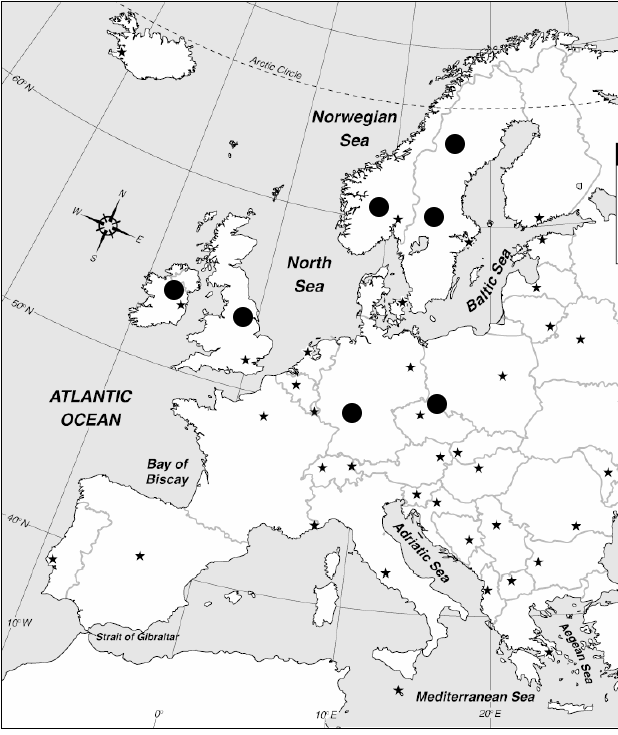 Arctic Circle
60°N
Norwegian
Sea
N
W
E
S
North
Sea
Baltic Sea
50°N
ATLANTIC
OCEAN
Bay of
Biscay
40°N
Adriatic Sea
10°W
Strait of Gibraltar
Aegean Sea
Mediterranean Sea
0°
10°E
20°E